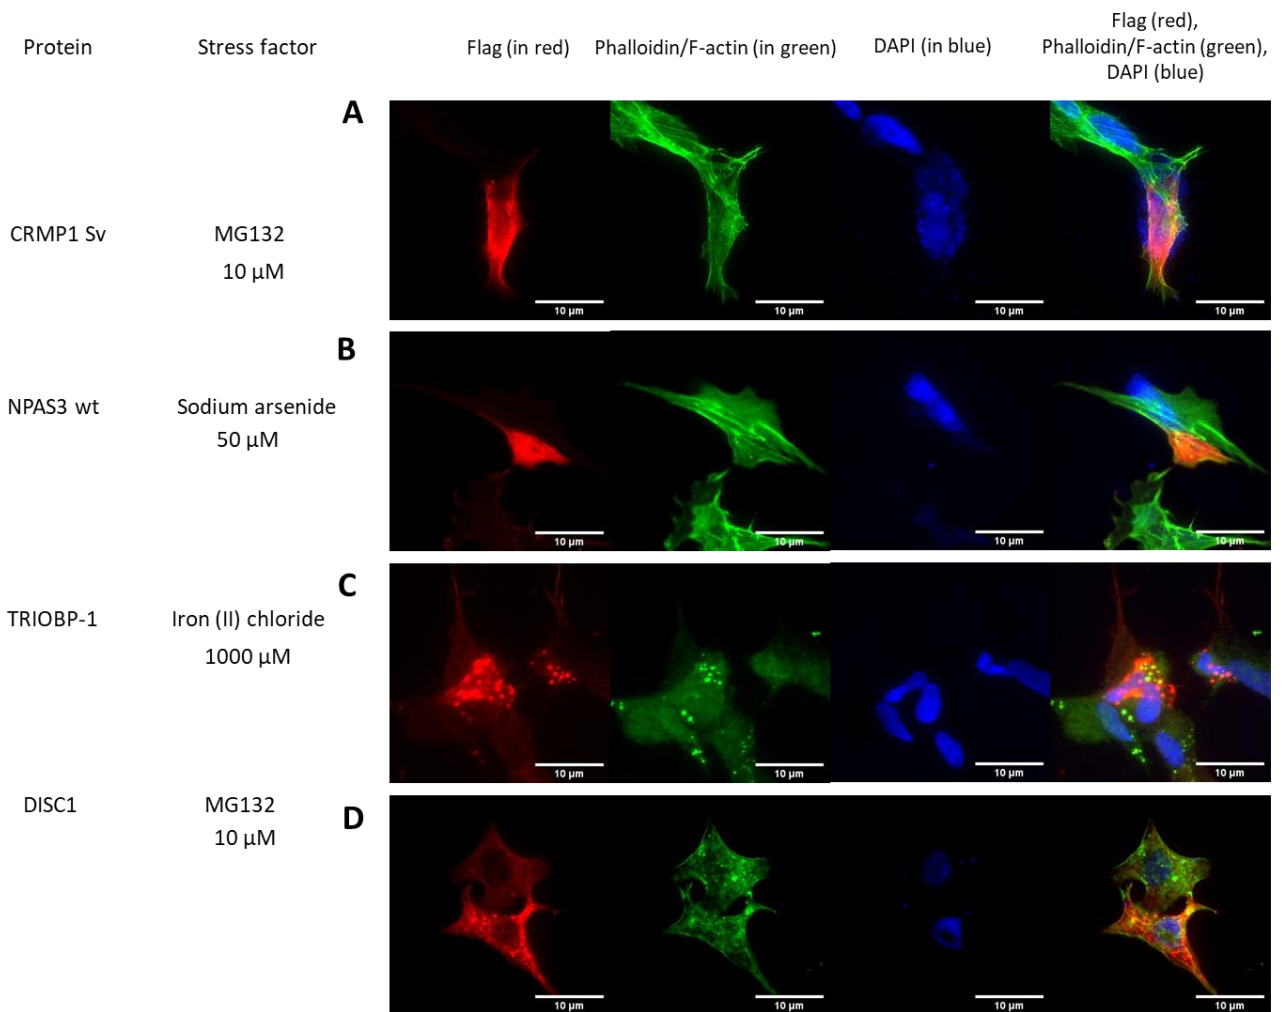 Protein
Stress factor
Flag (in red)
Phalloidin/F-actin (in green)
DAPI (in blue)
Flag (red),
Phalloidin/F-actin (green),
DAPI (blue)
A
CRMP1 Sv
MG132
10 µM
10 µm
10 µm
10 µm
10 µm
B
NPAS3 wt
Sodium arsenide
50 µM
10 µm
10 µm
10 µm
10 µm
C
TRIOBP-1
Iron (II) chloride
1000 µM
10 µm
10 µm
10 µm
10 µm
D
DISC1
MG132
10 µM
10 µm
10 µm
10 µm
10 µm